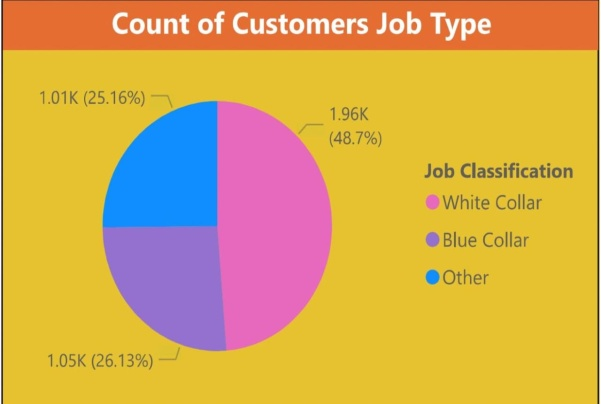 Count of Customers Job Type
1.01K (25.16%)
1.96K
(48.7%)
Job Classification
White Collar
Blue Collar
Other
1.05K (26.13%)